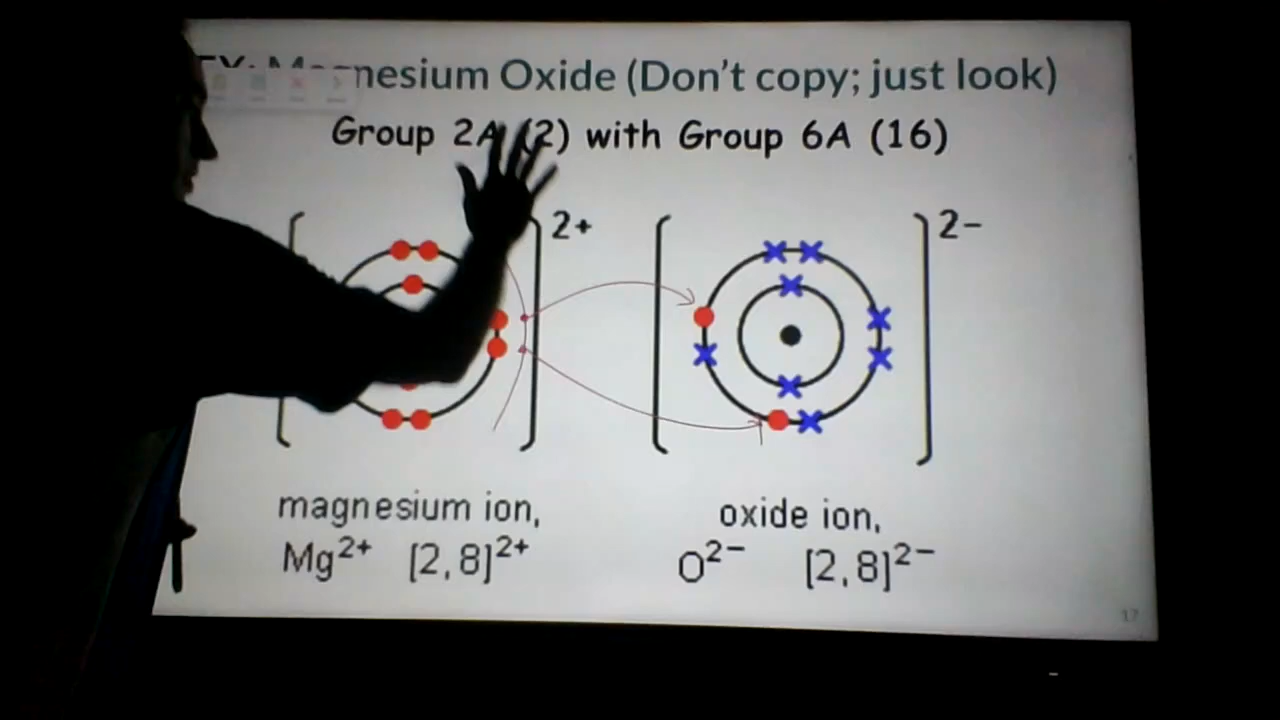 nesium Oxide (Don't copy; just look)
Group 2A (2) with Group 6A (16)
2+
2−
magnesium ion,
Mg²⁺ [2,8]²⁺
oxide ion,
O²⁻ [2,8]²⁻
17